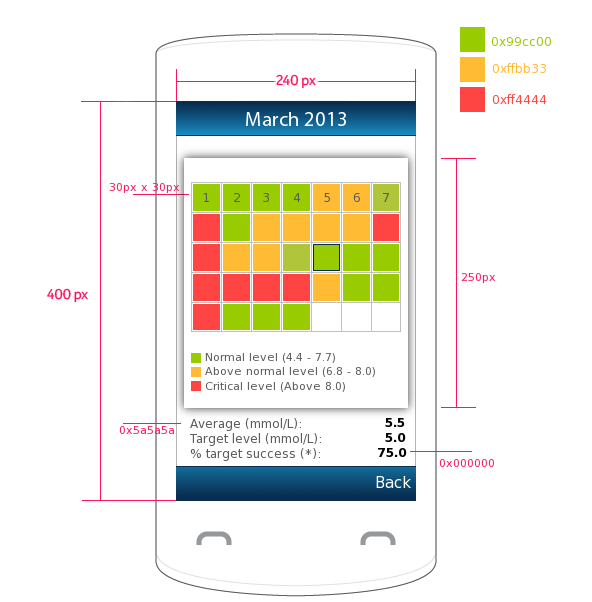 0x99cc00
0xffbb33
0xff4444
240 px
March 2013
30px x 30px
1 2 3 4 5 6 7
250px
400 px
Normal level (4.4 - 7.7)
Above normal level (6.8 - 8.0)
Critical level (Above 8.0)
Average (mmol/L): 5.5
0x5a5a5a
Target level (mmol/L): 5.0
% target success (*): 75.0
0x000000
Back